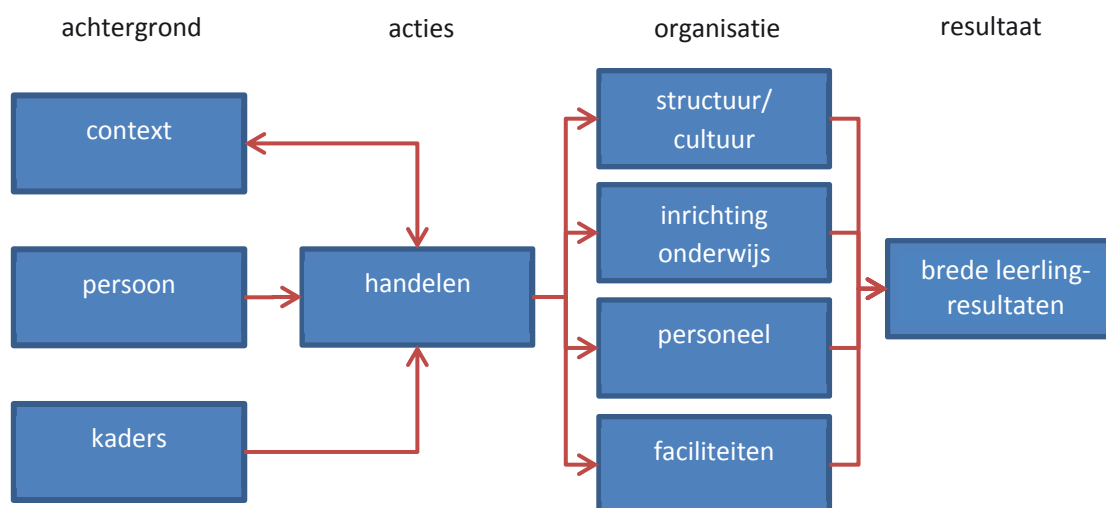 achtergrond
acties
organisatie
resultaat
context
persoon
kaders
handelen
structuur/
cultuur
inrichting
onderwijs
personeel
faciliteiten
brede leerling-
resultaten